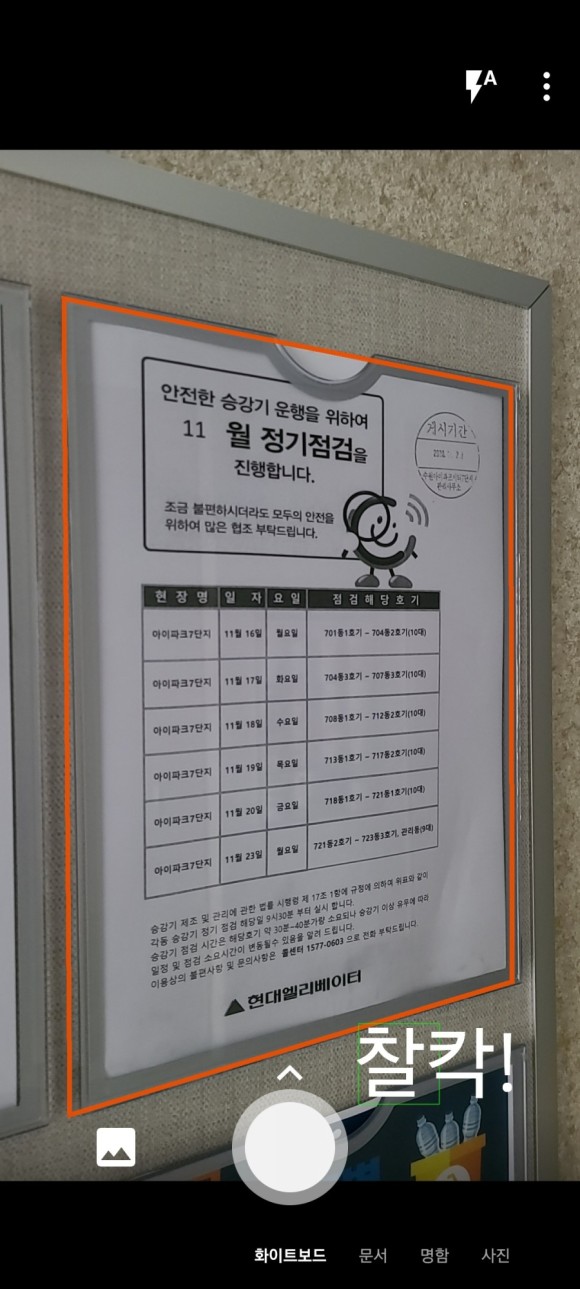 A
안전한 승강기 운행을 위하여
11 월 정기점검을
진행합니다.
조금 불편하시더라도 모두의 안전을
위하여 많은 협조 부탁드립니다.
게시기간
현장명 일 자 요일 점검해당호기
아이파크7단지 11월 16일 월요일 701동1호기 ~ 704동2호기(10대)
아이파크7단지 11월 17일 화요일 704동3호기 ~ 707동3호기(10대)
아이파크7단지 11월 18일 수요일 708동1호기 ~ 712동2호기(10대)
아이파크7단지 11월 19일 목요일 713동1호기 ~ 717동2호기(10대)
아이파크7단지 11월 20일 금요일 718동1호기 ~ 721동1호기(10대)
아이파크7단지 11월 23일 월요일 721동2호기 ~ 723동3호기, 관리동(9대)
승강기 제조 및 관리에 관한 법률 시행령 제 17조 1항에 규정에 의하여 위표와 같이
각동 승강기 정기 점검 해당일 9시30분 부터 실시 합니다.
승강기 점검 시간은 해당호기 약 30분~40분가량 소요되나 승강기 이상 유무에 따라
일정 및 점검 소요시간이 변동될수 있음을 알려 드립니다.
이용상의 불편사항 및 문의사항은 콜센터 1577-0603 으로 전화 부탁드립니다.
현대엘리베이터
찰칵!
화이트보드 문서 명함 사진